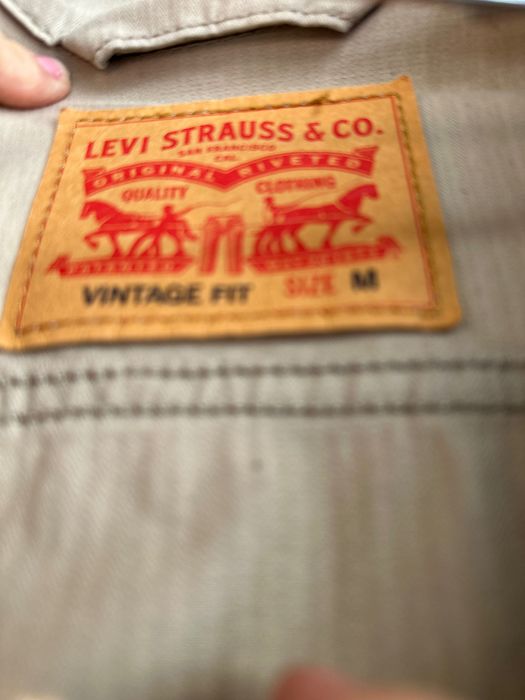 LEVI STRAUSS & CO.
SAN FRANCISCO
CAL.
ORIGINAL RIVETED
QUALITY CLOTHING
VINTAGE FIT SIZE M